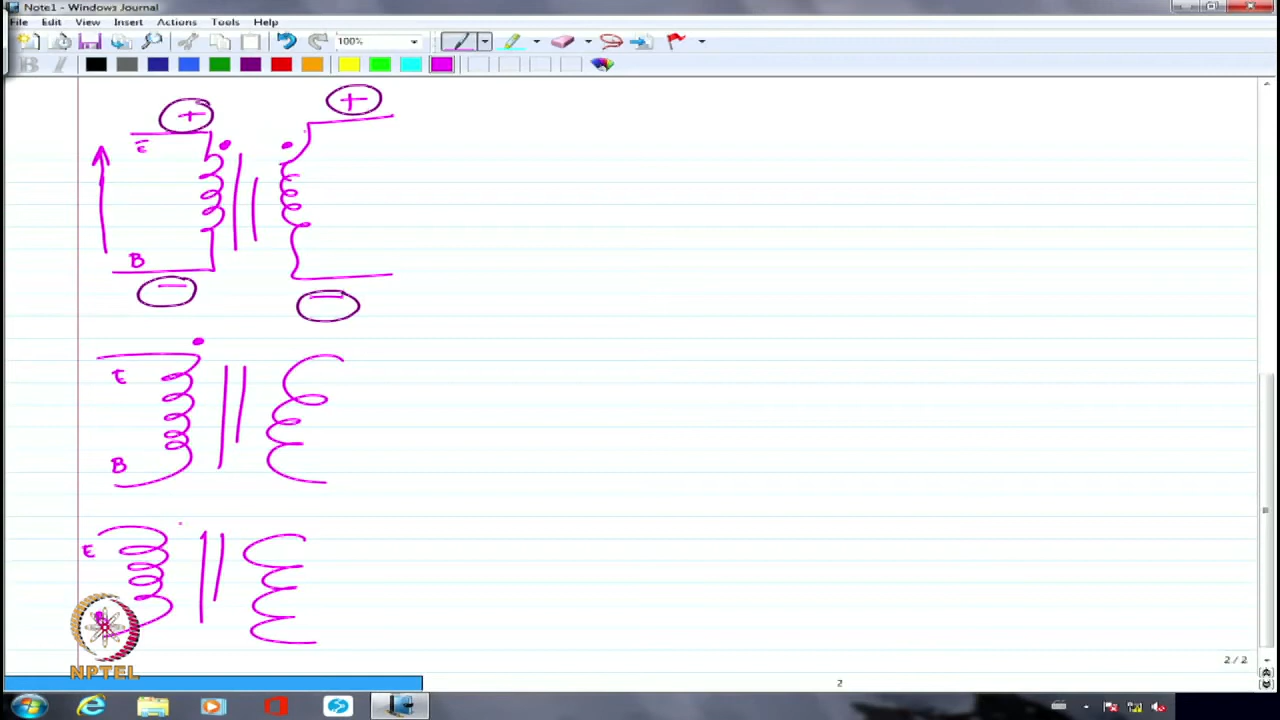 Note1 - Windows Journal
File Edit View Insert Actions Tools Help
100%
B I
+ +
E
B
− −
E
B
E
NPTEL
2 / 2
2